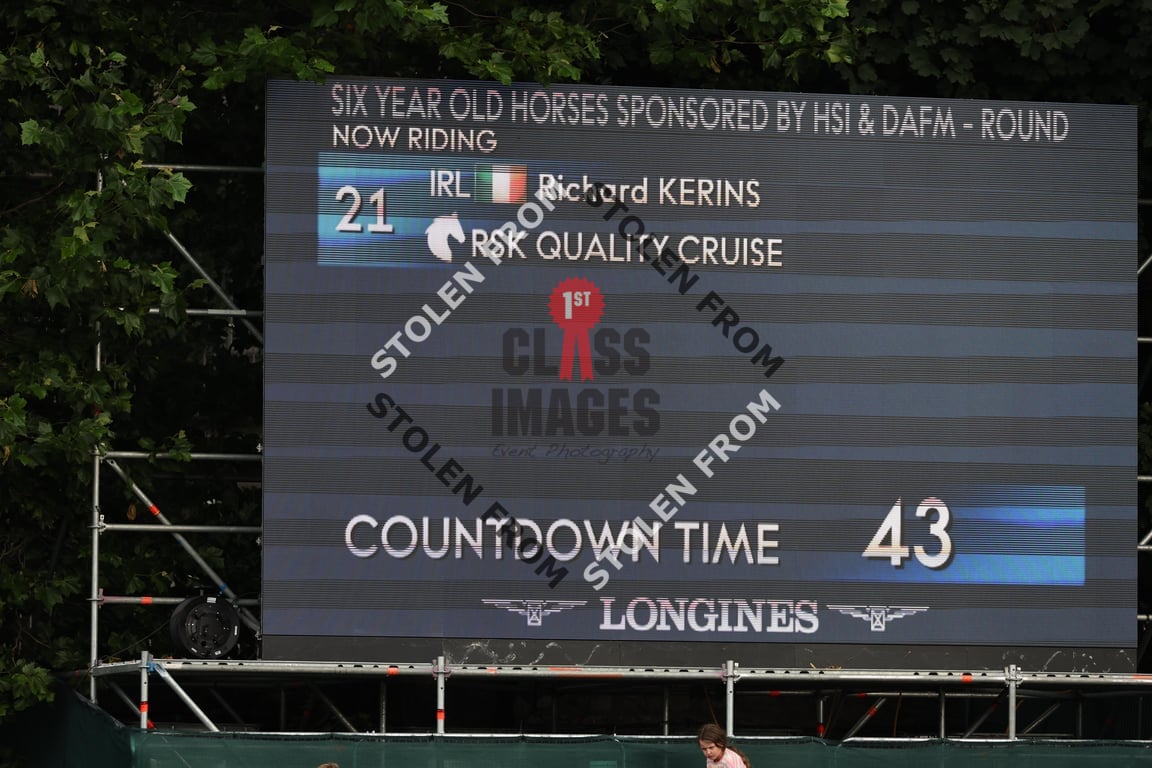 SIX YEAR OLD HORSES SPONSORED BY HSI & DAFM - ROUND
NOW RIDING
21
IRL Richard KERINS
RSK QUALITY CRUISE
STOLEN FROM
STOLEN FROM
1ST
CLASS
IMAGES
Event Photography
STOLEN FROM
STOLEN FROM
COUNTDOWN TIME 43
LONGINES